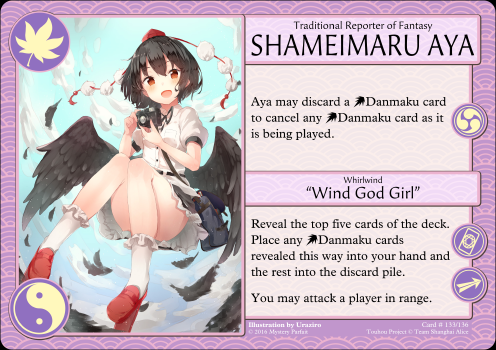 Traditional Reporter of Fantasy
SHAMEIMARU AYA
Aya may discard a Danmaku card
to cancel any Danmaku card as it
is being played.
Whirlwind
“Wind God Girl”
Reveal the top five cards of the deck.
Place any Danmaku cards
revealed this way into your hand and
the rest into the discard pile.
You may attack a player in range.
Illustration by Uraziro
© 2016 Mystery Parfait
Card # 133/136
Touhou Project © Team Shanghai Alice